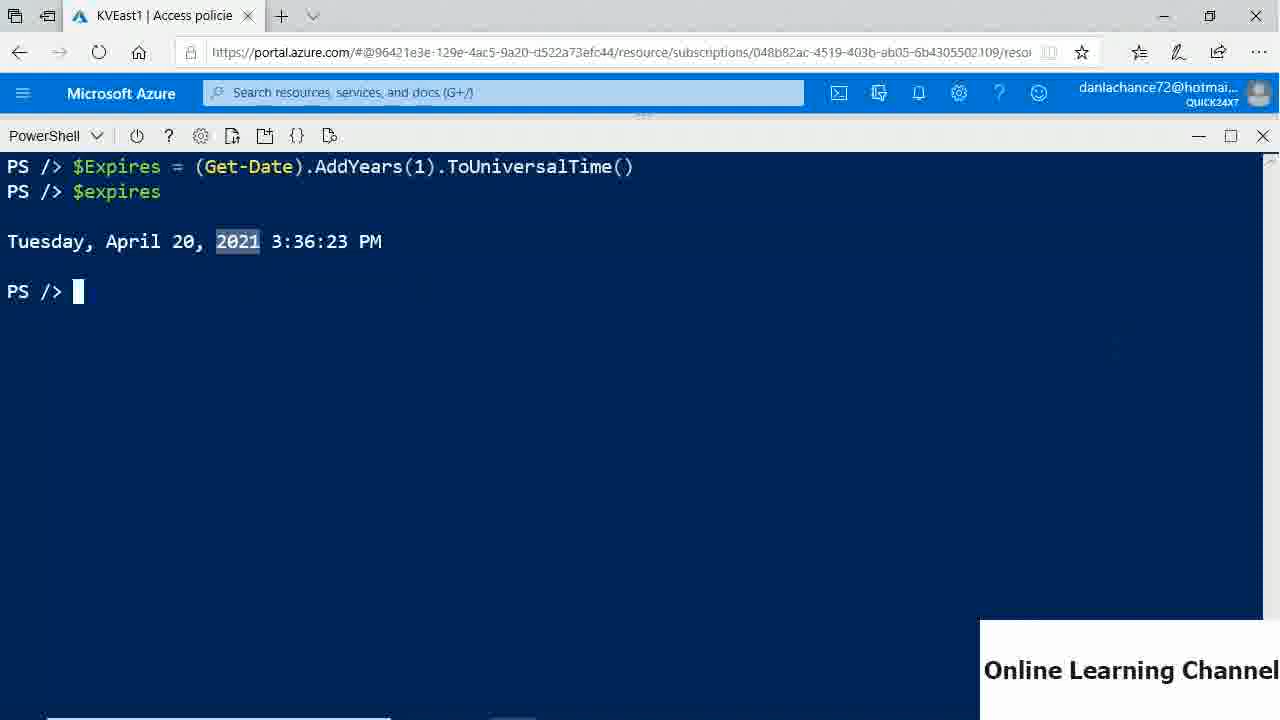 KVEast1 | Access policie
https://portal.azure.com/#@96421e3e-129e-4ac5-9a20-d522a73efc44/resource/subscriptions/048b82ac-4519-403b-ab05-6b4305502109/resou
Microsoft Azure
Search resources, services, and docs (G+/)
danlachance72@hotmai...
QUICK24X7
PowerShell
PS /> $Expires = (Get-Date).AddYears(1).ToUniversalTime()
PS /> $expires
Tuesday, April 20, 2021 3:36:23 PM
PS />
Online Learning Channel